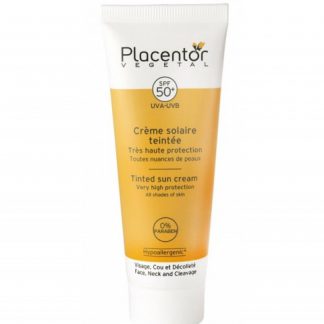 Placentor
VEGETAL
SPF
50+
UVA-UVB
Crème solaire
teintée
Très haute protection
Toutes nuances de peaux
Tinted sun cream
Very high protection
All shades of skin
0%
PARABEN
Hypoallergenic*
Visage, Cou et Décolleté
Face, Neck and Cleavage